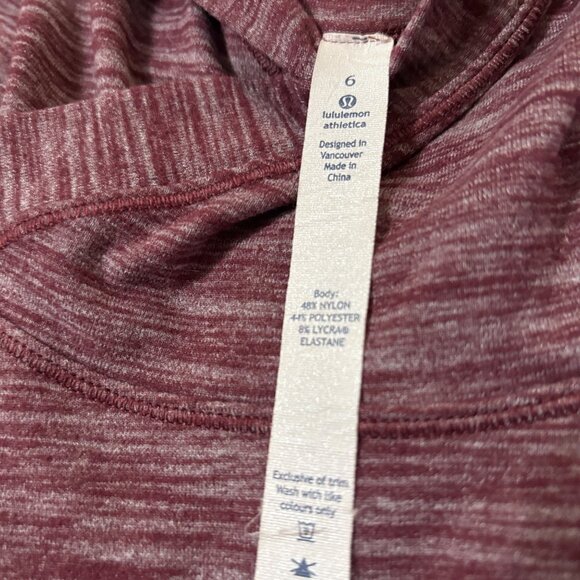 6
lululemon
athletica
Designed in
Vancouver
Made in
China
Body:
48% NYLON
44% POLYESTER
8% LYCRA®
ELASTANE
Exclusive of trim
Wash with like
colours only